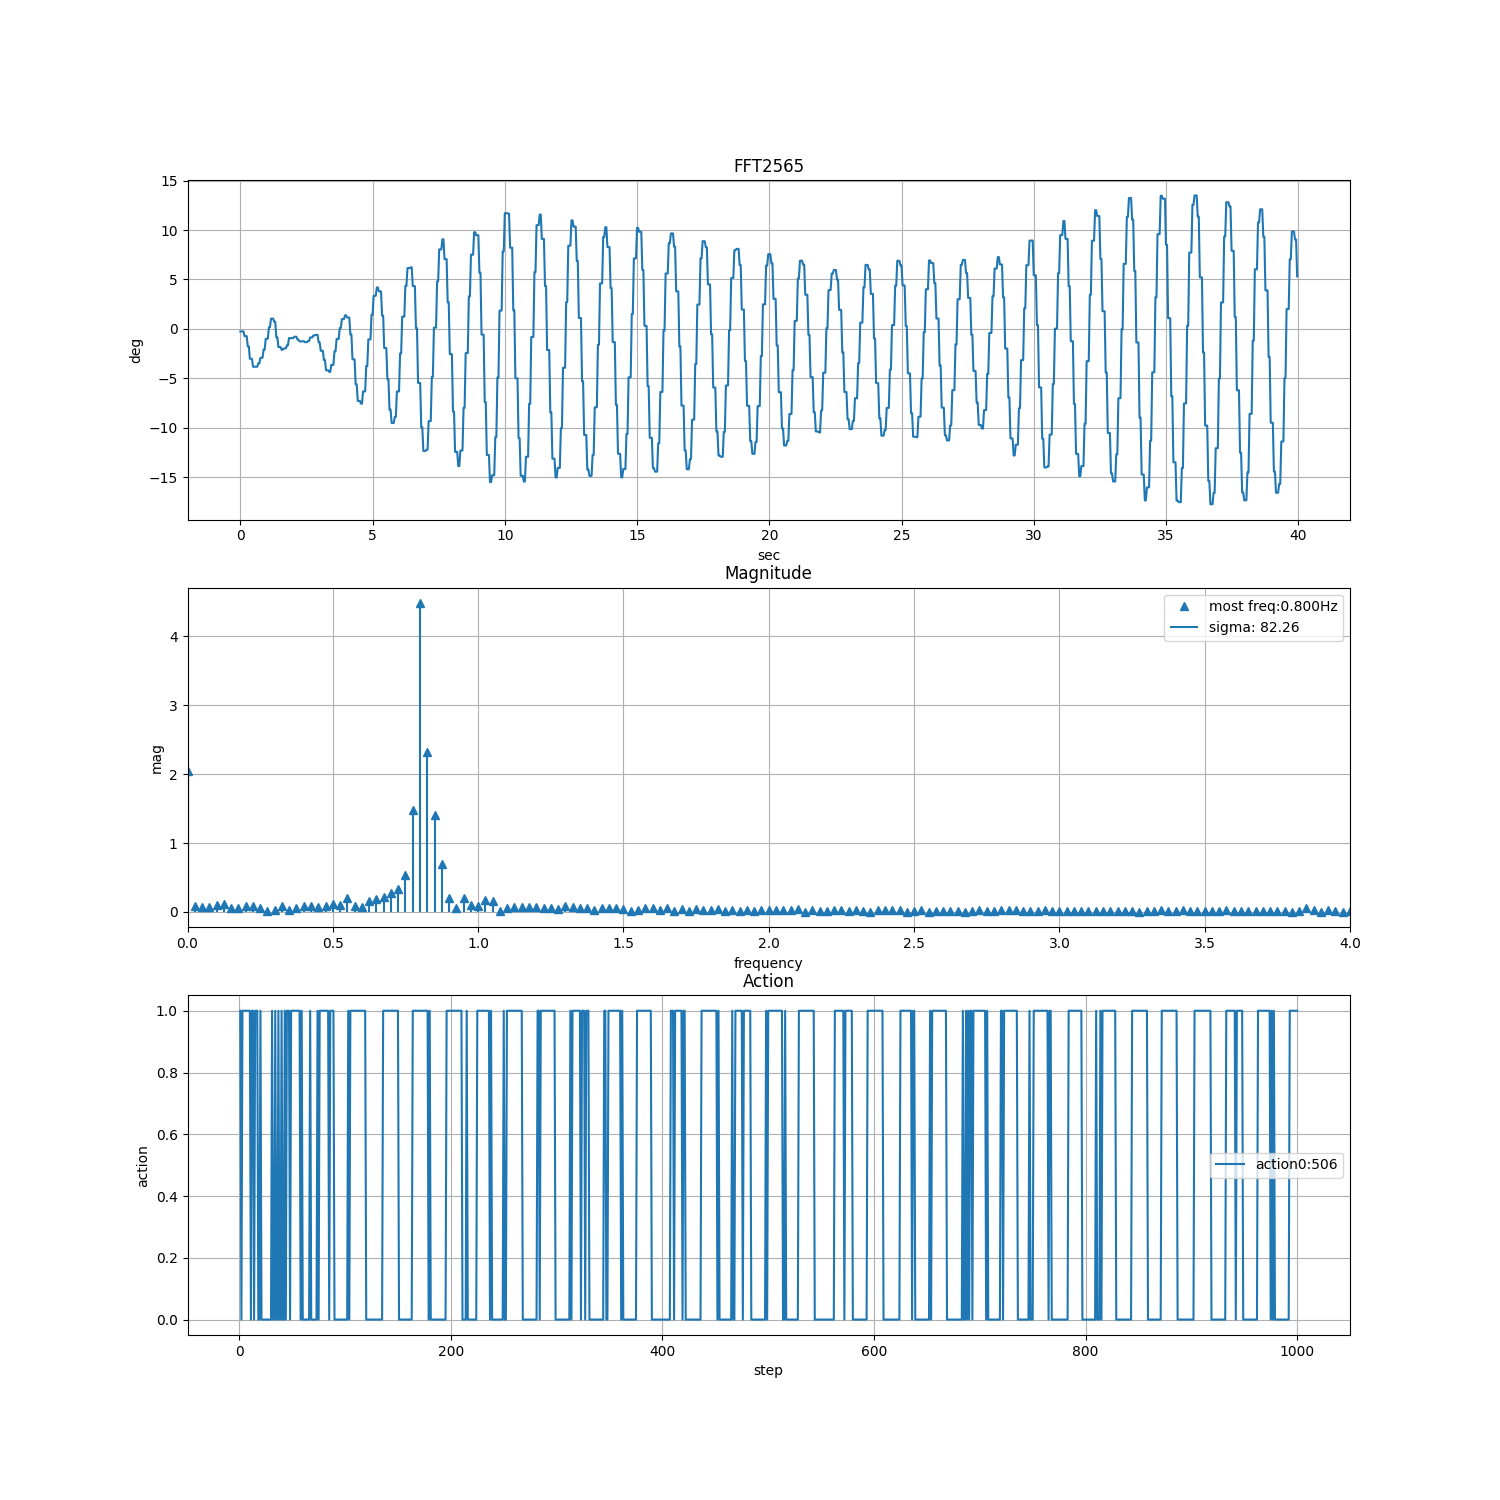 FFT2565
15
10
5
0
−5
−10
−15
deg
0 5 10 15 20 25 30 35 40
sec
Magnitude
most freq:0.800Hz
sigma: 82.26
4
3
2
1
0
mag
0.0 0.5 1.0 1.5 2.0 2.5 3.0 3.5 4.0
frequency
Action
1.0
0.8
0.6
0.4
0.2
0.0
action
action0:506
0 200 400 600 800 1000
step